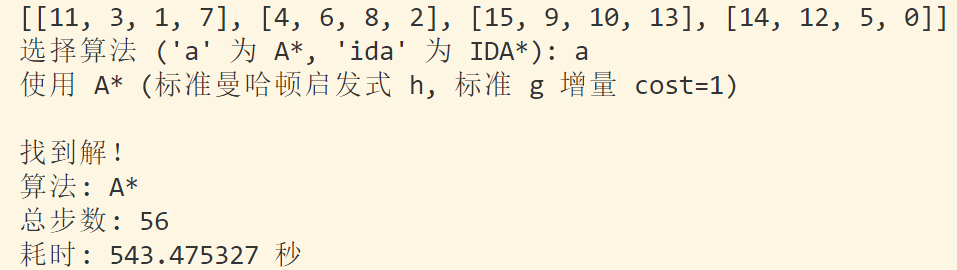 [[11, 3, 1, 7], [4, 6, 8, 2], [15, 9, 10, 13], [14, 12, 5, 0]]
选择算法 ('a' 为 A*, 'ida' 为 IDA*): a
使用 A* (标准曼哈顿启发式 h, 标准 g 增量 cost=1)
找到解!
算法: A*
总步数: 56
耗时: 543.475327 秒